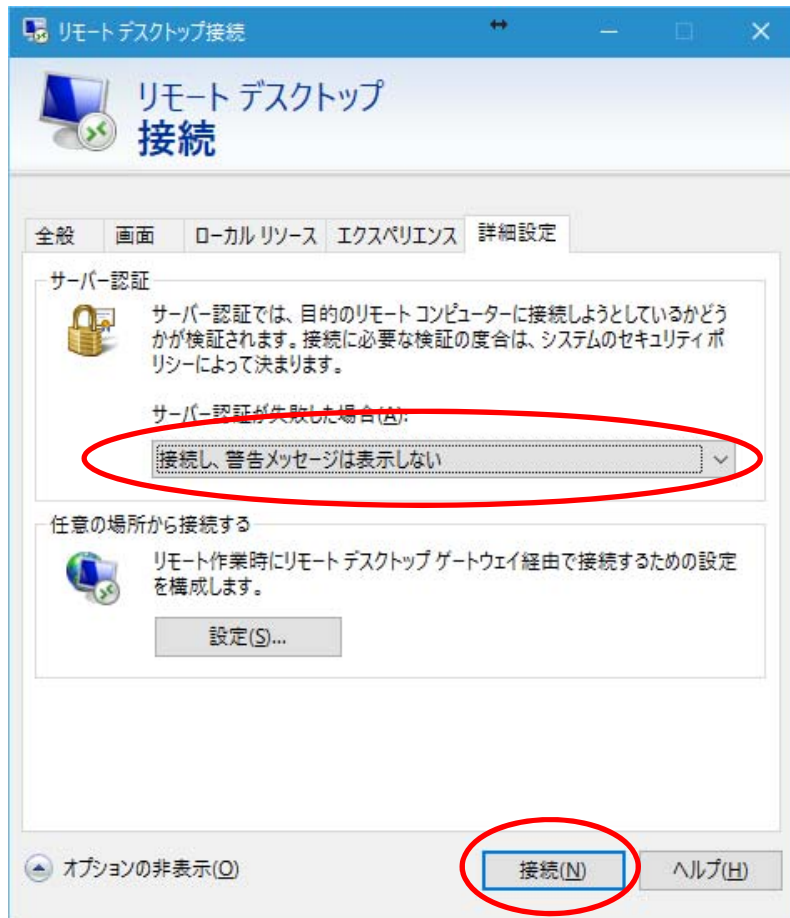 リモート デスクトップ接続
リモート デスクトップ
接続
全般 画面 ローカル リソース エクスペリエンス 詳細設定
サーバー認証
サーバー認証では、目的のリモート コンピューターに接続しようとしているかどう
かが検証されます。接続に必要な検証の度合は、システムのセキュリティ ポ
リシーによって決まります。
サーバー認証が失敗した場合(A):
接続し、警告メッセージは表示しない
任意の場所から接続する
リモート作業時にリモート デスクトップ ゲートウェイ経由で接続するための設定
を構成します。
設定(S)...
オプションの非表示(O) 接続(N) ヘルプ(H)